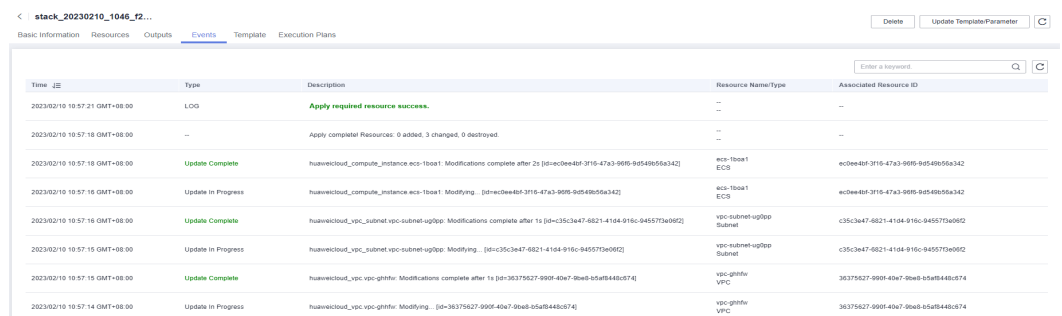 stack_20230210_1046_f2...
Delete
Update Template/Parameter
Basic Information Resources Outputs Events Template Execution Plans
Enter a keyword.
Time Type Description Resource Name/Type Associated Resource ID
2023/02/10 10:57:21 GMT+08:00 LOG Apply required resource success. -- --
--
2023/02/10 10:57:18 GMT+08:00 -- Apply complete! Resources: 0 added, 3 changed, 0 destroyed. -- --
--
2023/02/10 10:57:18 GMT+08:00 Update Complete huaweicloud_compute_instance.ecs-1boa1: Modifications complete after 2s [id=ec0ee4bf-3f16-47a3-96f6-9d549b56a342] ecs-1boa1 ec0ee4bf-3f16-47a3-96f6-9d549b56a342
ECS
2023/02/10 10:57:16 GMT+08:00 Update In Progress huaweicloud_compute_instance.ecs-1boa1: Modifying... [id=ec0ee4bf-3f16-47a3-96f6-9d549b56a342] ecs-1boa1 ec0ee4bf-3f16-47a3-96f6-9d549b56a342
ECS
2023/02/10 10:57:16 GMT+08:00 Update Complete huaweicloud_vpc_subnet.vpc-subnet-ug0pp: Modifications complete after 1s [id=c35c3e47-6821-41d4-916c-94557f3e06f2] vpc-subnet-ug0pp c35c3e47-6821-41d4-916c-94557f3e06f2
Subnet
2023/02/10 10:57:15 GMT+08:00 Update In Progress huaweicloud_vpc_subnet.vpc-subnet-ug0pp: Modifying... [id=c35c3e47-6821-41d4-916c-94557f3e06f2] vpc-subnet-ug0pp c35c3e47-6821-41d4-916c-94557f3e06f2
Subnet
2023/02/10 10:57:15 GMT+08:00 Update Complete huaweicloud_vpc.vpc-ghhfw: Modifications complete after 1s [id=36375627-990f-40e7-9be8-b5af8448c674] vpc-ghhfw 36375627-990f-40e7-9be8-b5af8448c674
VPC
2023/02/10 10:57:14 GMT+08:00 Update In Progress huaweicloud_vpc.vpc-ghhfw: Modifying... [id=36375627-990f-40e7-9be8-b5af8448c674] vpc-ghhfw 36375627-990f-40e7-9be8-b5af8448c674
VPC